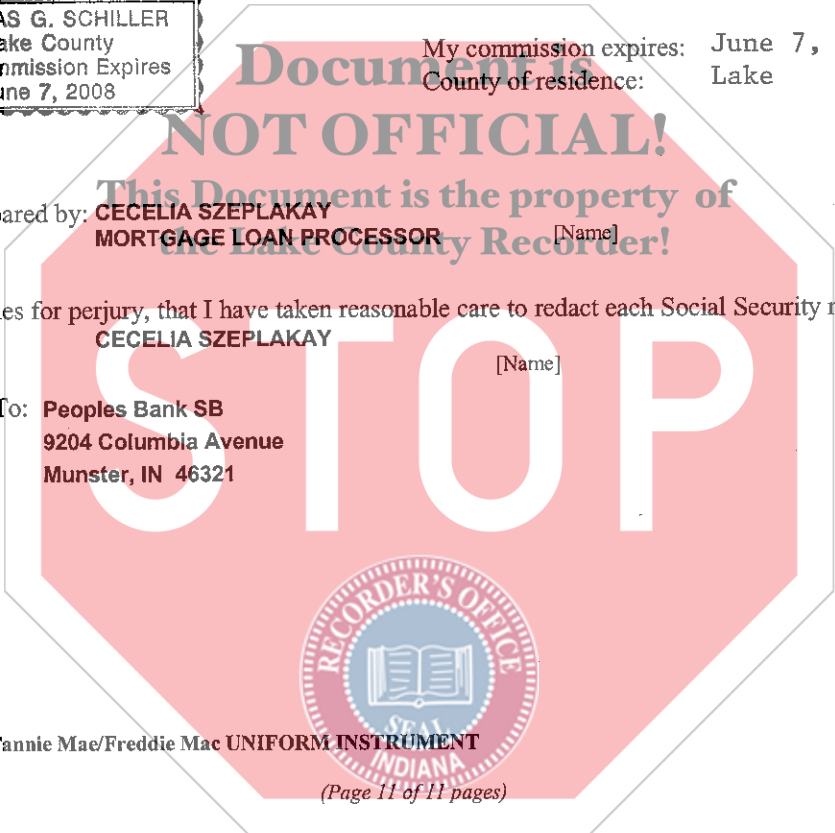 AS G. SCHILLER
ake County
mmission Expires
une 7, 2008
My commission expires: June 7,
County of residence: Lake
Document is
NOT OFFICIAL!
This Document is the property of
the Lake County Recorder!
ared by: CECELIA SZEPLAKAY
MORTGAGE LOAN PROCESSOR [Name]
es for perjury, that I have taken reasonable care to redact each Social Security
CECELIA SZEPLAKAY
[Name]
STOP
To: Peoples Bank SB
9204 Columbia Avenue
Munster, IN 46321
RECORDER'S OFFICE
SEAL
INDIANA
annie Mae/Freddie Mac UNIFORM INSTRUMENT
(Page 11 of 11 pages)